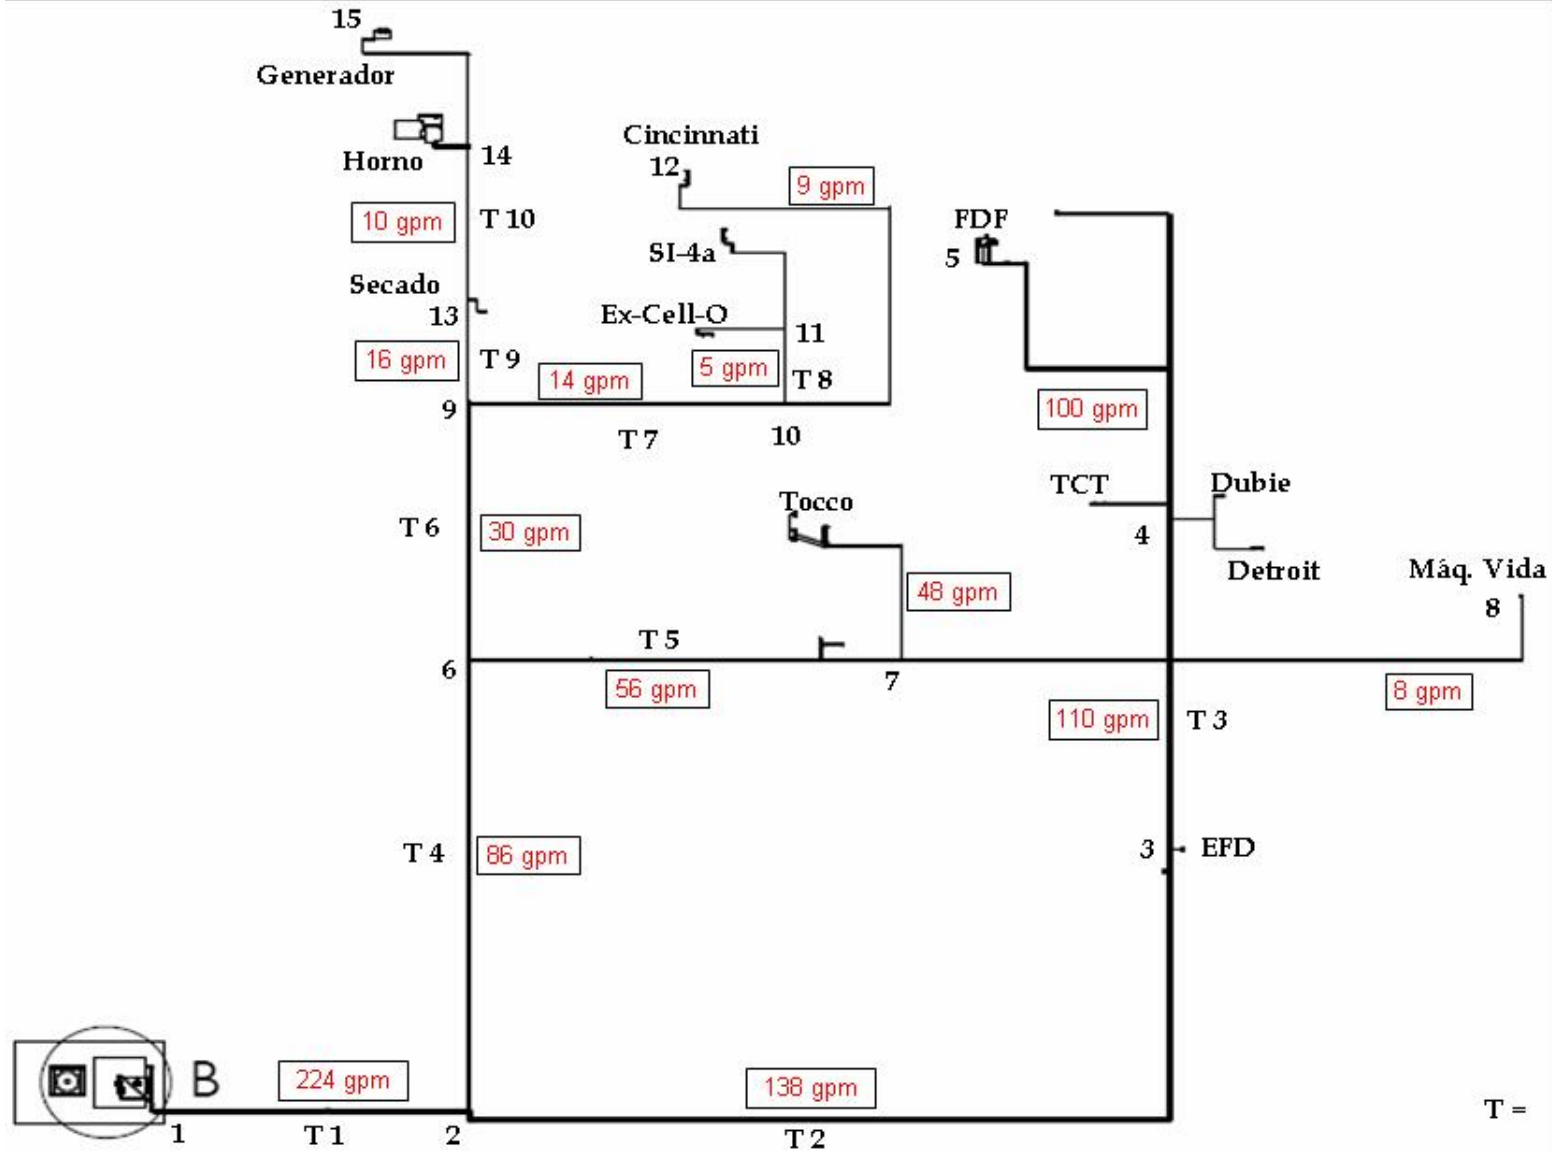 15
Generador
Horno
14
Cincinnati
12
9 gpm
10 gpm
T 10
FDF
5
SI-4a
Secado
13
Ex-Cell-O
11
16 gpm
T 9
14 gpm
5 gpm
T 8
9
100 gpm
T 7
10
TCT
Dubie
Tocco
T 6
30 gpm
4
Detroit
Máq. Vida
8
48 gpm
T 5
6
7
56 gpm
8 gpm
110 gpm
T 3
T 4
86 gpm
3
EFD
B
224 gpm
138 gpm
T =
1
T 1
2
T 2